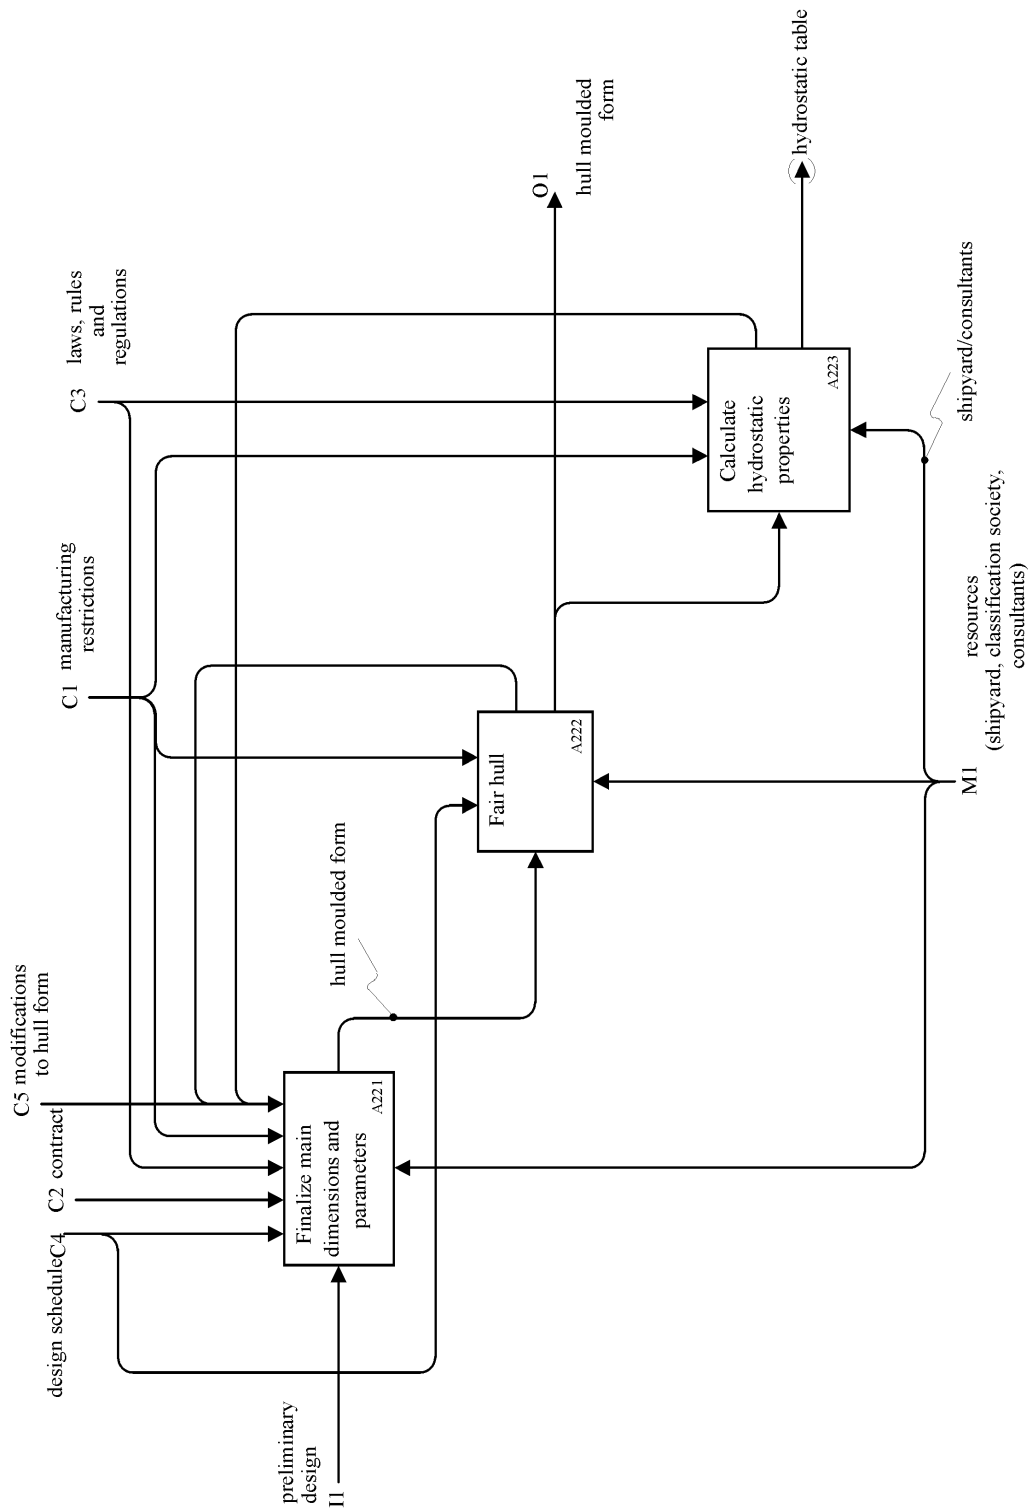 design schedule C4
C2 contract
C5 modifications
to hull form
C1 manufacturing
restrictions
C3 laws, rules
and
regulations
preliminary
design
I1
Finalize main
dimensions and
parameters
A221
hull moulded form
Fair hull
A222
Calculate
hydrostatic
properties
A223
O1
hull moulded
form
hydrostatic table
shipyard/consultants
M1
resources
(shipyard, classification society,
consultants)